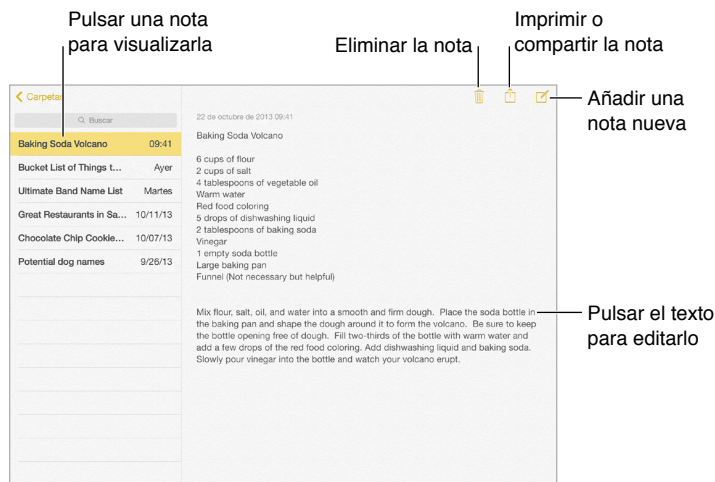 Pulsar una nota
para visualizarla
Eliminar la nota
Imprimir o
compartir la nota
Añadir una
nota nueva
Pulsar el texto
para editarlo
Carpetas
Buscar
Baking Soda Volcano 09:41
Bucket List of Things t... Ayer
Ultimate Band Name List Martes
Great Restaurants in Sa... 10/11/13
Chocolate Chip Cookie... 10/07/13
Potential dog names 9/26/13
22 de octubre de 2013 09:41
Baking Soda Volcano
6 cups of flour
2 cups of salt
4 tablespoons of vegetable oil
Warm water
Red food coloring
5 drops of dishwashing liquid
2 tablespoons of baking soda
Vinegar
1 empty soda bottle
Large baking pan
Funnel (Not necessary but helpful)
Mix flour, salt, oil, and water into a smooth and firm dough. Place the soda bottle in
the baking pan and shape the dough around it to form the volcano. Be sure to keep
the bottle opening free of dough. Fill two-thirds of the bottle with warm water and
add a few drops of the red food coloring. Add dishwashing liquid and baking soda.
Slowly pour vinegar into the bottle and watch your volcano erupt.